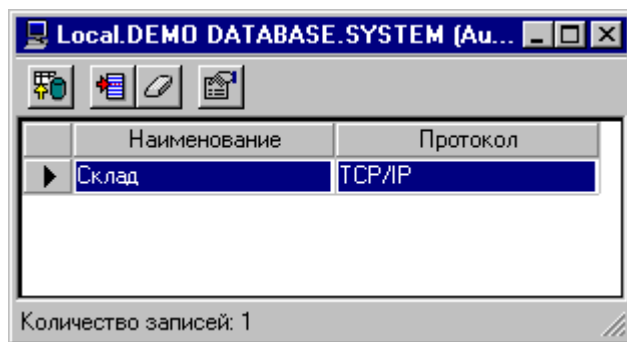 Local.DEMO DATABASE.SYSTEM (Au...
Наименование Протокол
Склад TCP/IP
Количество записей: 1